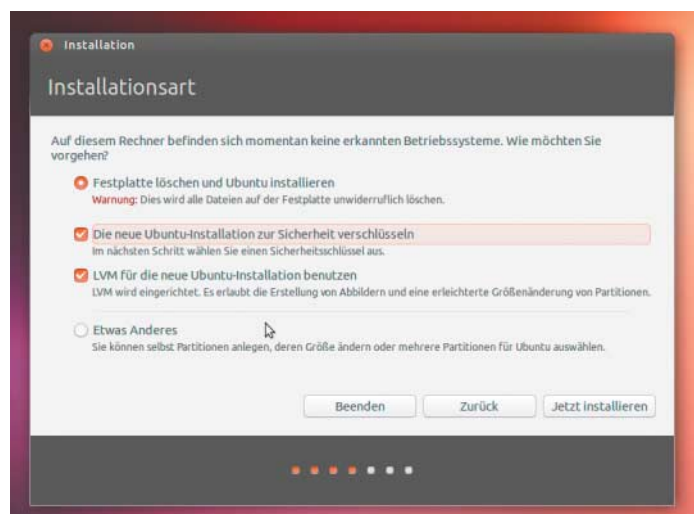 Installation
Installationsart
Auf diesem Rechner befinden sich momentan keine erkannten Betriebssysteme. Wie möchten Sie
vorgehen?
Festplatte löschen und Ubuntu installieren
Warnung: Dies wird alle Dateien auf der Festplatte unwiderruflich löschen.
Die neue Ubuntu-Installation zur Sicherheit verschlüsseln
Im nächsten Schritt wählen Sie einen Sicherheitsschlüssel aus.
LVM für die neue Ubuntu-Installation benutzen
LVM wird eingerichtet. Es erlaubt die Erstellung von Abbildern und eine erleichterte Größenänderung von Partitionen.
Etwas Anderes
Sie können selbst Partitionen anlegen, deren Größe ändern oder mehrere Partitionen für Ubuntu auswählen.
Beenden
Zurück
Jetzt installieren